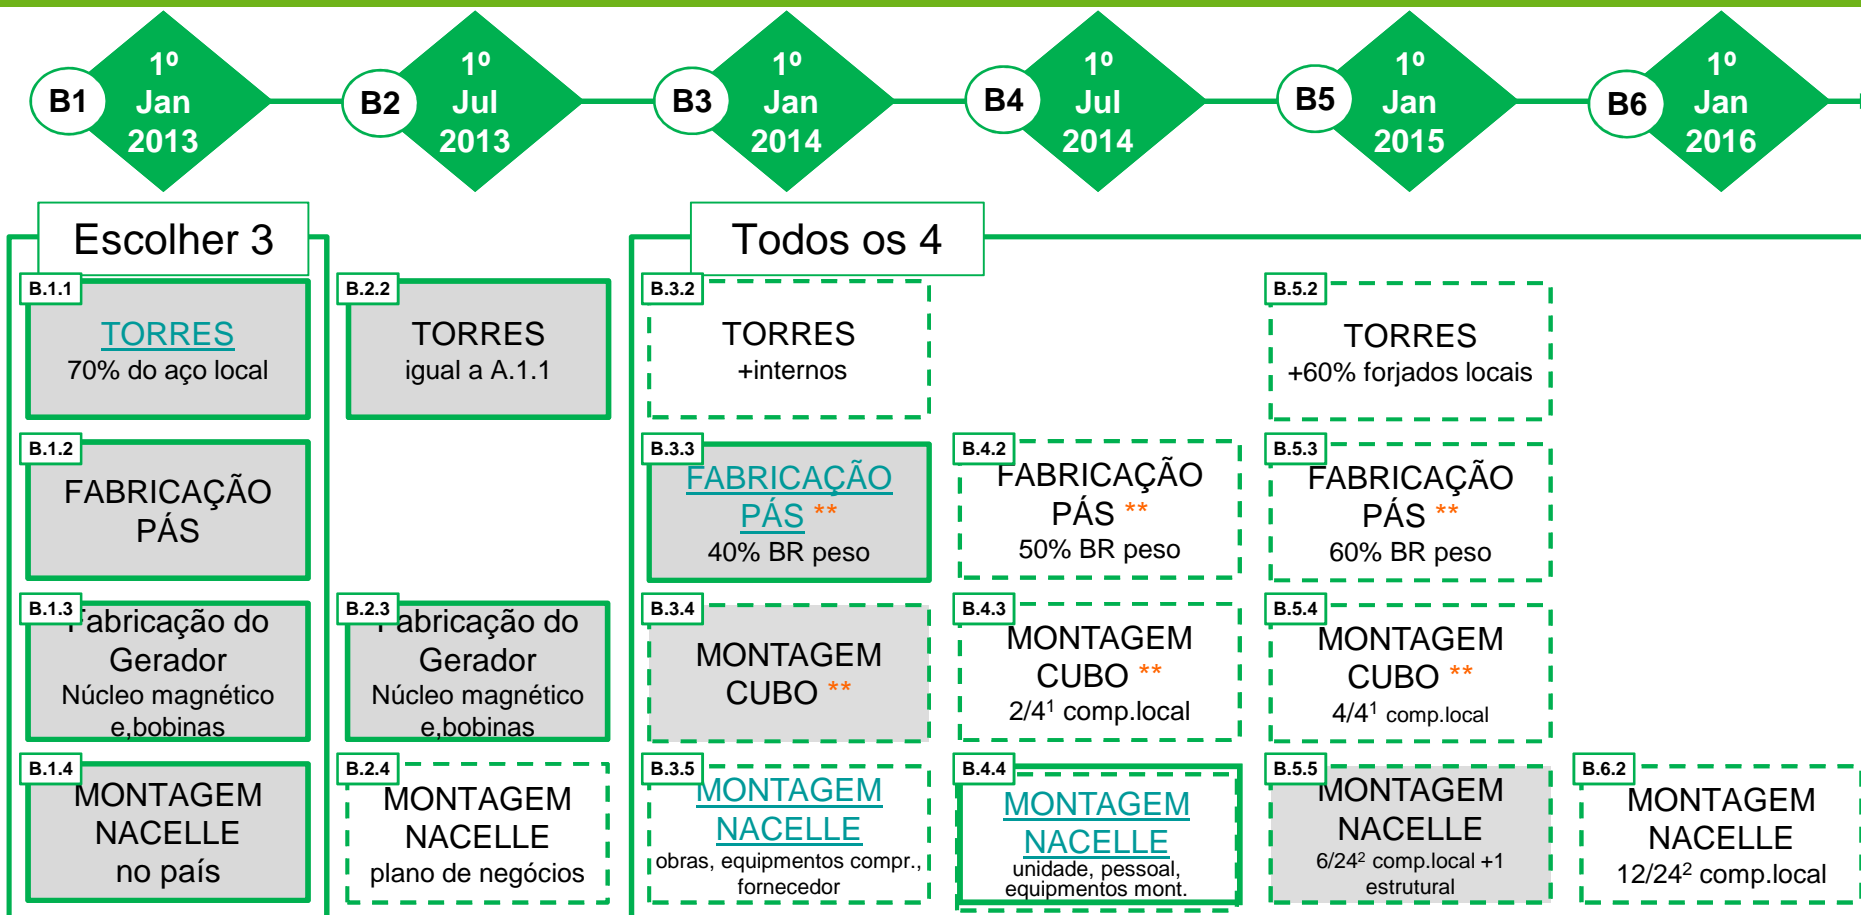 B1
1º
Jan
2013
B2
1º
Jul
2013
B3
1º
Jan
2014
B4
1º
Jul
2014
B5
1º
Jan
2015
B6
1º
Jan
2016
Escolher 3
Todos os 4
B.1.1
TORRES
70% do aço local
B.2.2
TORRES
igual a A.1.1
B.3.2
TORRES
+internos
B.5.2
TORRES
+60% forjados locais
B.1.2
FABRICAÇÃO
PÁS
B.3.3
FABRICAÇÃO
PÁS **
40% BR peso
B.4.2
FABRICAÇÃO
PÁS **
50% BR peso
B.5.3
FABRICAÇÃO
PÁS **
60% BR peso
B.1.3
Fabricação do
Gerador
Núcleo magnético
e,bobinas
B.2.3
Fabricação do
Gerador
Núcleo magnético
e,bobinas
B.3.4
MONTAGEM
CUBO **
B.4.3
MONTAGEM
CUBO **
2/4¹ comp.local
B.5.4
MONTAGEM
CUBO **
4/4¹ comp.local
B.1.4
MONTAGEM
NACELLE
no país
B.2.4
MONTAGEM
NACELLE
plano de negócios
B.3.5
MONTAGEM
NACELLE
obras, equipmentos compr.,
fornecedor
B.4.4
MONTAGEM
NACELLE
unidade, pessoal,
equipmentos mont.
B.5.5
MONTAGEM
NACELLE
6/24² comp.local +1
estrutural
B.6.2
MONTAGEM
NACELLE
12/24² comp.local